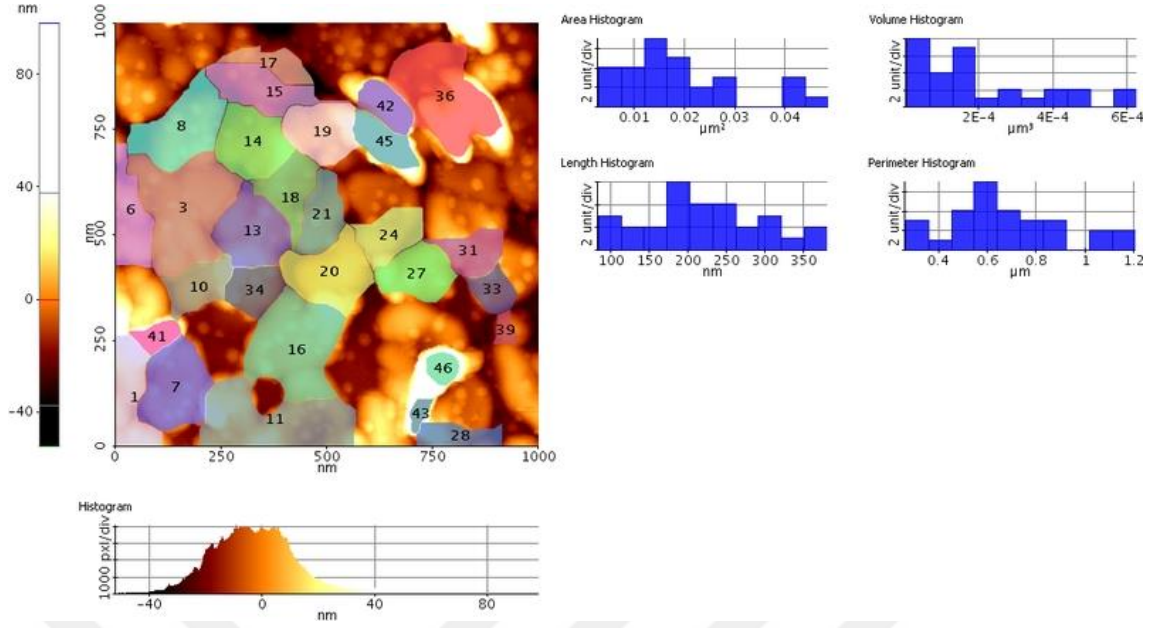 nm
80
40
0
−40
1000
750
500
nm
250
0
0
250
500
750
1000
nm
17
15
42
36
8
14
19
45
6
3
18
21
13
24
31
20
27
10
34
33
41
39
16
46
1
7
11
43
28
Area Histogram
2 unit/div
0.01
0.02
0.03
0.04
µm²
Volume Histogram
2 unit/div
2E-4
4E-4
6E-4
µm³
Length Histogram
2 unit/div
100
150
200
250
300
350
nm
Perimeter Histogram
2 unit/div
0.4
0.6
0.8
1.0
1.2
µm
Histogram
1000 pxl/div
−40
0
40
80
nm